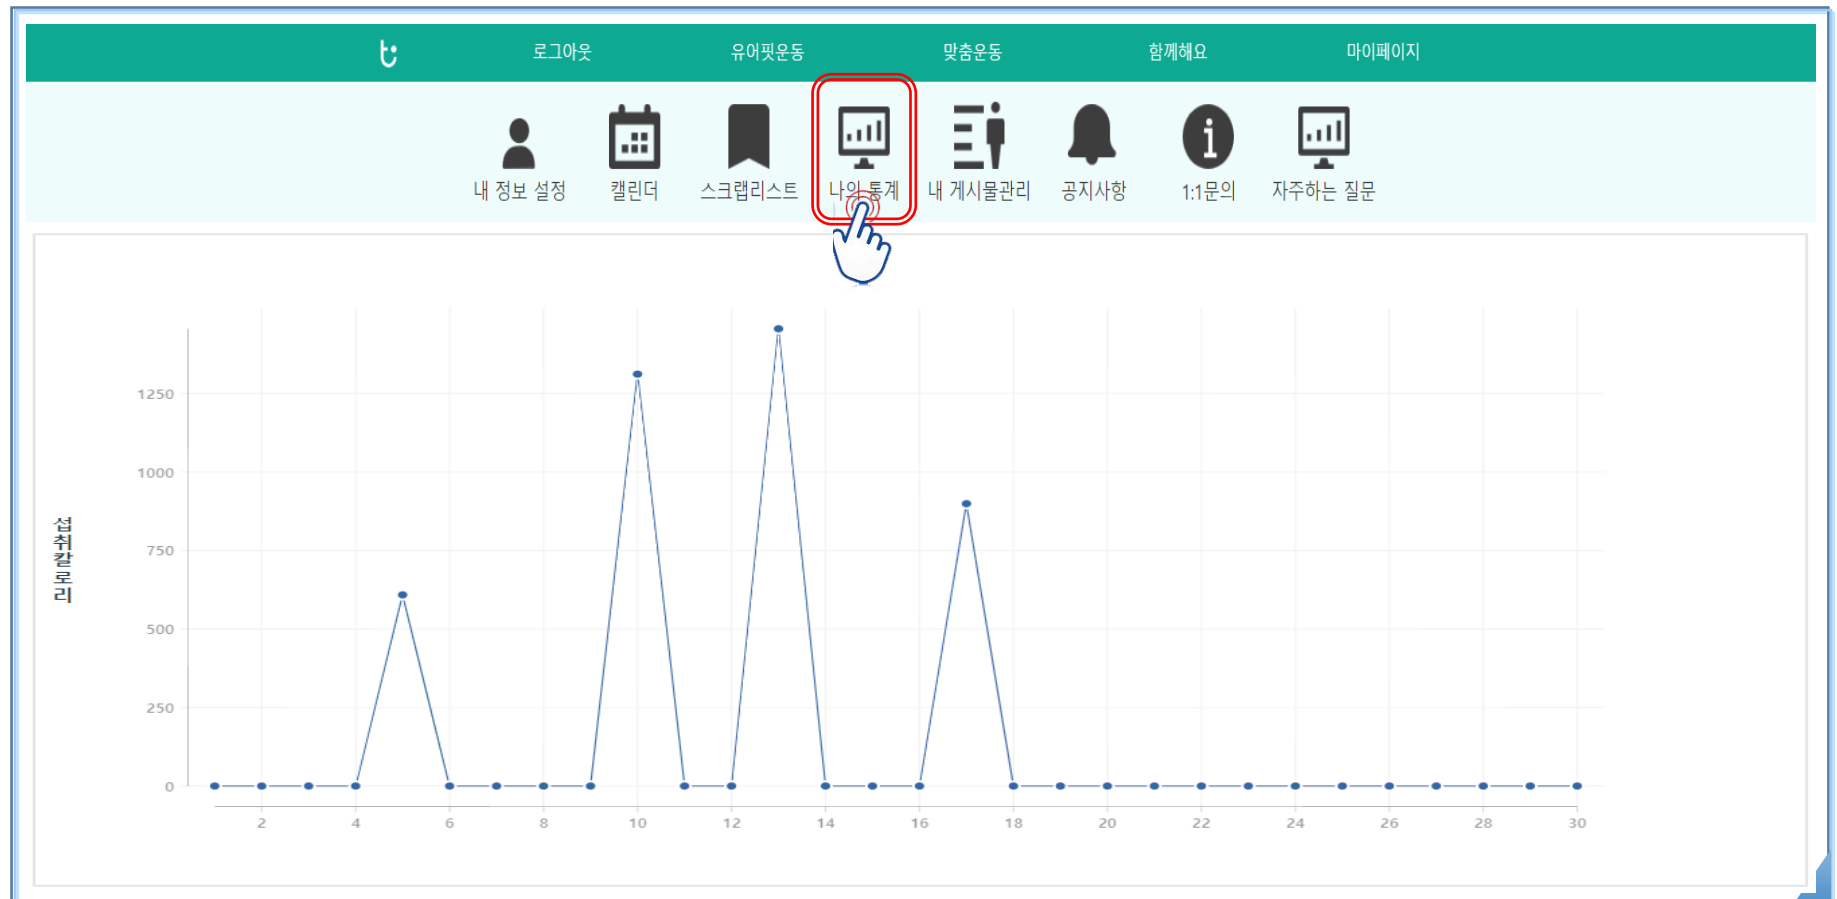 로그아웃 유어핏운동 맞춤운동 함께해요 마이페이지
내 정보 설정 캘린더 스크랩리스트 나의 통계 내 게시물관리 공지사항 1:1문의 자주하는 질문
섭취칼로리
1250
1000
750
500
250
0
2 4 6 8 10 12 14 16 18 20 22 24 26 28 30